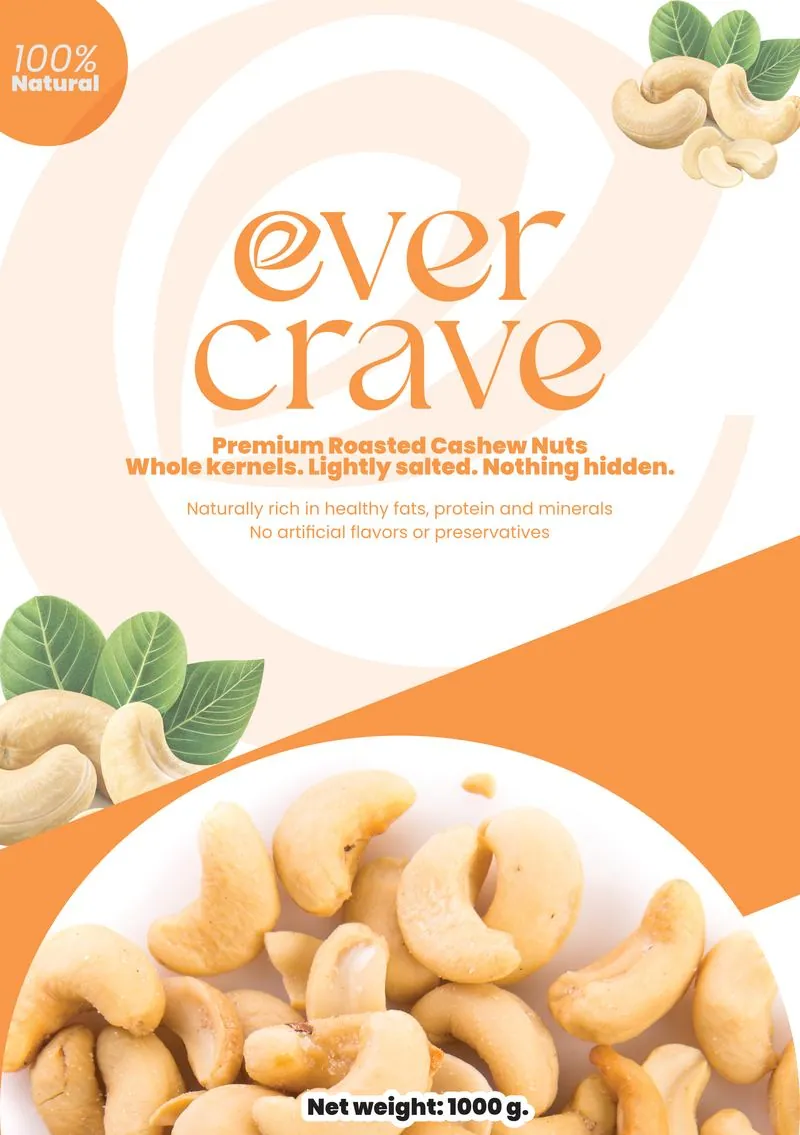 100%
Natural
ever
crave
Premium Roasted Cashew Nuts
Whole kernels. Lightly salted. Nothing hidden.
Naturally rich in healthy fats, protein and minerals
No artificial flavors or preservatives
Net weight: 1000 g.